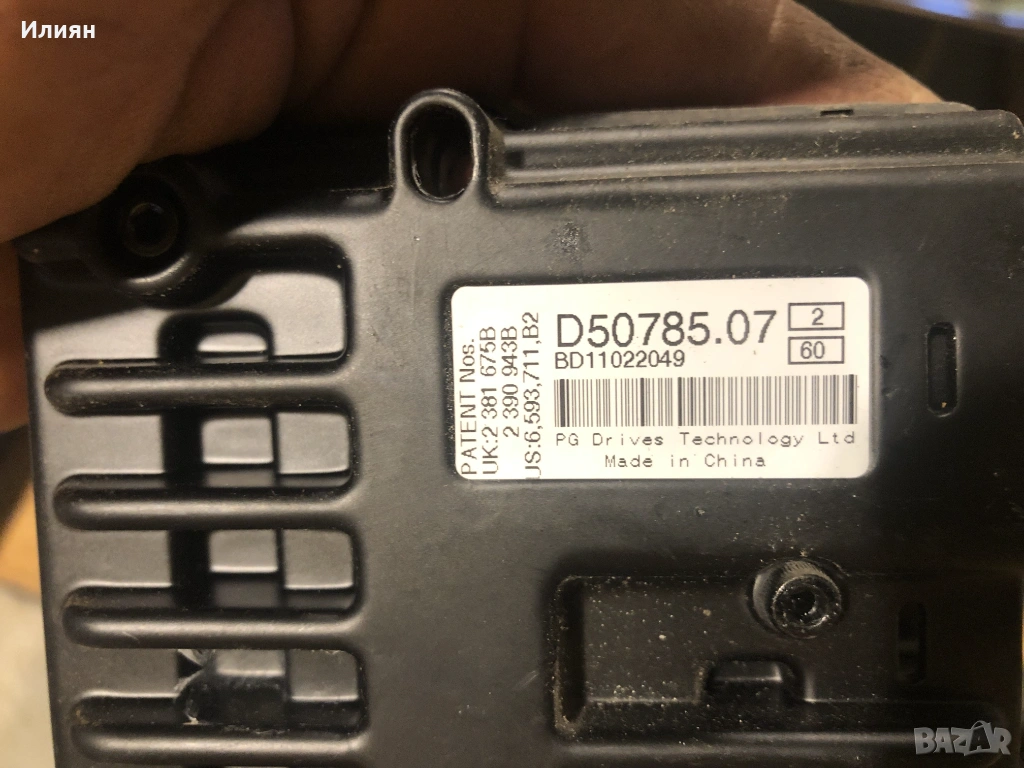 Илиян
D50785.07
2
BD11022049
60
PG Drives Technology Ltd
Made in China
PATENT Nos.
UK:2 381 675B
2 390 943B
US:6,593,711,B2
BAZAR